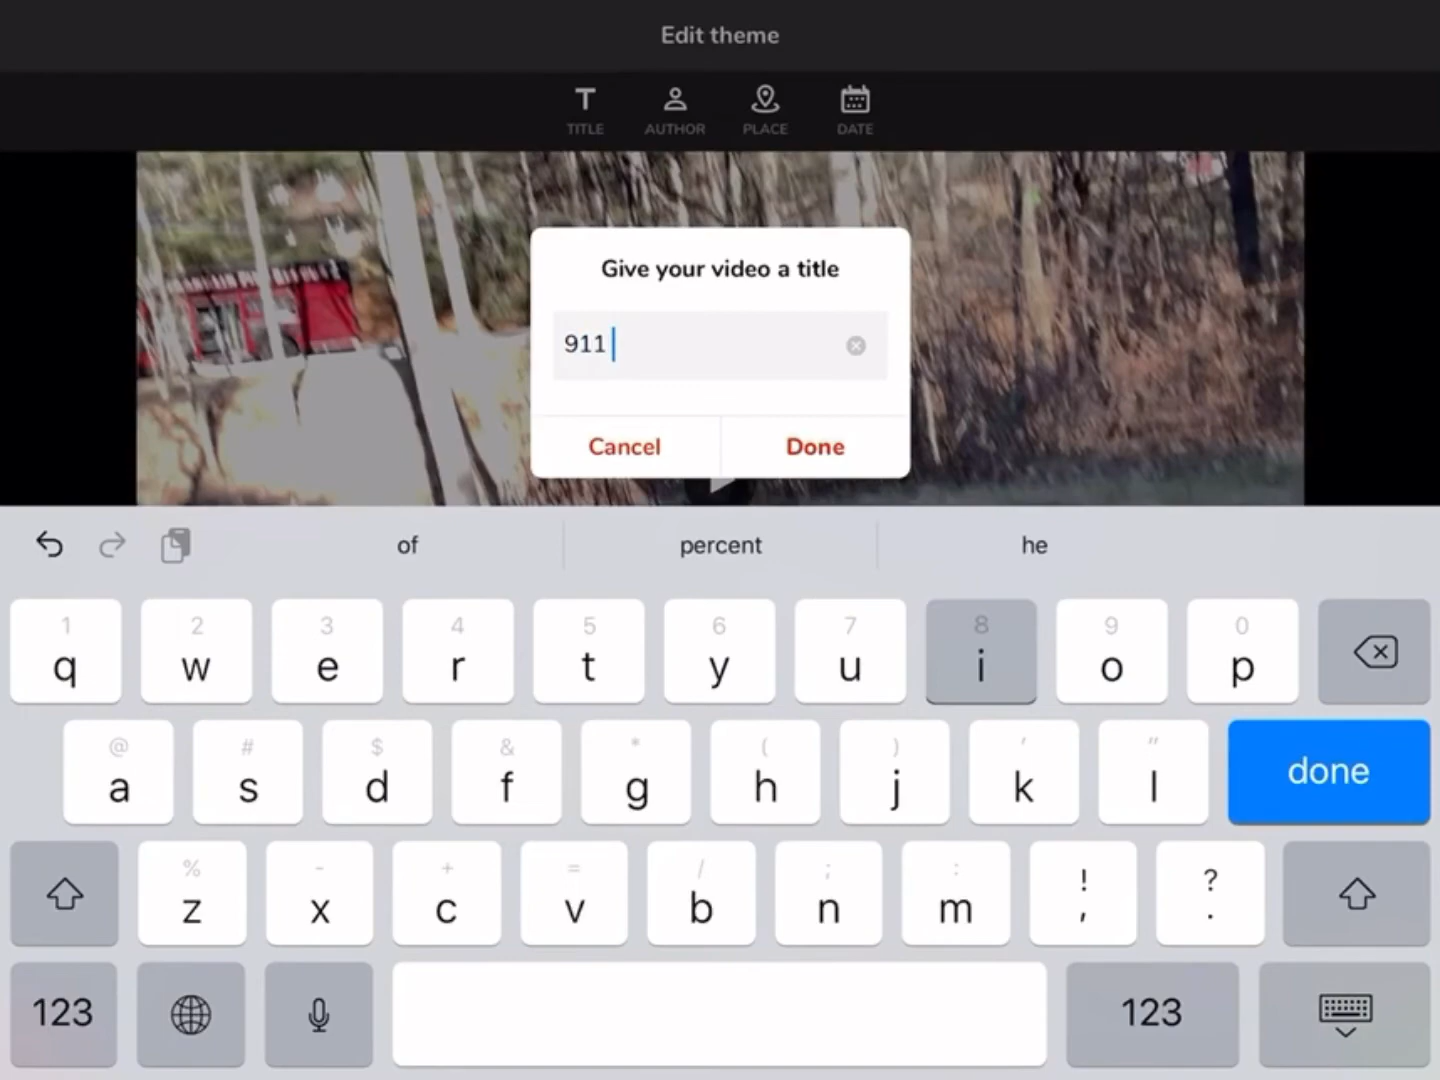 Edit theme
TITLE AUTHOR PLACE DATE
Give your video a title
911
Cancel Done
of percent he
1 2 3 4 5 6 7 8 9 0
q w e r t y u i o p
@ # $ & * ( ) ' "
a s d f g h j k l done
% - + = / ; : ! ?
z x c v b n m , .
123 123